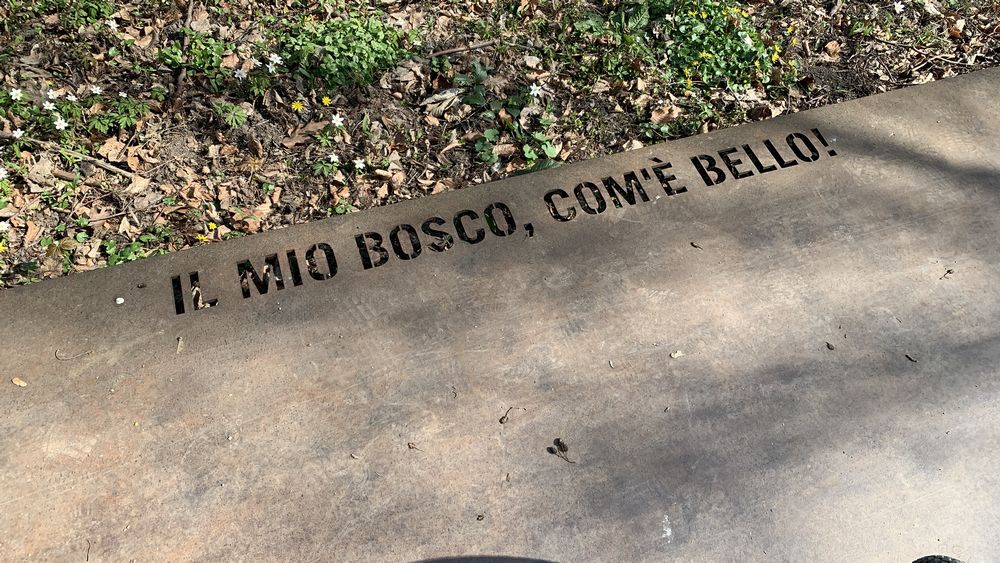 IL MIO BOSCO, COM'È BELLO!